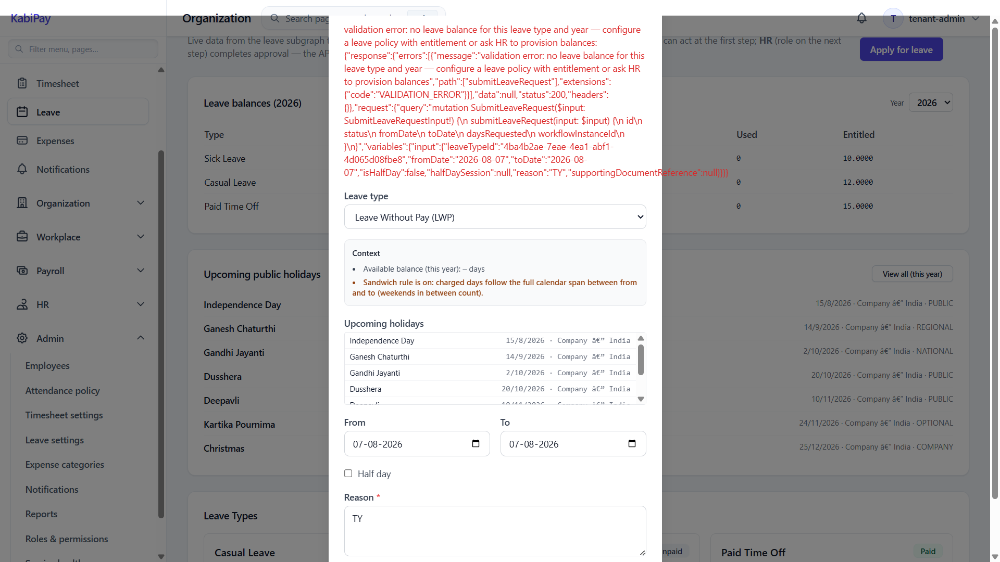 KabiPay
Organization
Search pag
tenant-admin
T
Filter menu, pages...
Timesheet
Leave
Expenses
Notifications
Organization
Workplace
Payroll
HR
Admin
Employees
Attendance policy
Timesheet settings
Leave settings
Expense categories
Notifications
Reports
Roles & permissions
Live data from the leave subgraph
can act at the first step; HR (role on the next
step) completes approval — the AP
Apply for leave
Leave balances (2026)
Year
2026
Type
Used
Entitled
Sick Leave
0
10.0000
Casual Leave
0
12.0000
Paid Time Off
0
15.0000
Upcoming public holidays
View all (this year)
Independence Day
15/8/2026 · Company â€” India · PUBLIC
Ganesh Chaturthi
14/9/2026 · Company â€” India · REGIONAL
Gandhi Jayanti
2/10/2026 · Company â€” India · NATIONAL
Dusshera
20/10/2026 · Company â€” India · PUBLIC
Deepavli
10/11/2026 · Company â€” India · PUBLIC
Kartika Pournima
24/11/2026 · Company â€” India · OPTIONAL
Christmas
25/12/2026 · Company â€” India · COMPANY
Leave Types
Casual Leave
npaid
Paid Time Off
Paid
validation error: no leave balance for this leave type and year — configure
a leave policy with entitlement or ask HR to provision balances:
{"response":{"errors":[{"message":"validation error: no leave balance for this
leave type and year — configure a leave policy with entitlement or ask HR
to provision balances","path":["submitLeaveRequest"],"extensions":
{"code":"VALIDATION_ERROR"}}],"data":null,"status":200,"headers":
{}},"request":{"query":"mutation SubmitLeaveRequest($input:
SubmitLeaveRequestInput!) {\n submitLeaveRequest(input: $input) {\n id\n
status\n fromDate\n toDate\n daysRequested\n workflowInstanceId\n
}\n}","variables":{"input":{"leaveTypeId":"4ba4b2ae-7eae-4ea1-abf1-
4d065d08fbe8","fromDate":"2026-08-07","toDate":"2026-08-
07","isHalfDay":false,"halfDaySession":null,"reason":"TY","supportingDocumentReference":null}}}}
Leave type
Leave Without Pay (LWP)
Context
• Available balance (this year): – days
• Sandwich rule is on: charged days follow the full calendar span between from
and to (weekends in between count).
Upcoming holidays
Independence Day 15/8/2026 · Company â€” India
Ganesh Chaturthi 14/9/2026 · Company â€” India
Gandhi Jayanti 2/10/2026 · Company â€” India
Dusshera 20/10/2026 · Company â€” India
Deepavli 10/11/2026 · Company â€” India
From
To
07-08-2026
07-08-2026
Half day
Reason *
TY